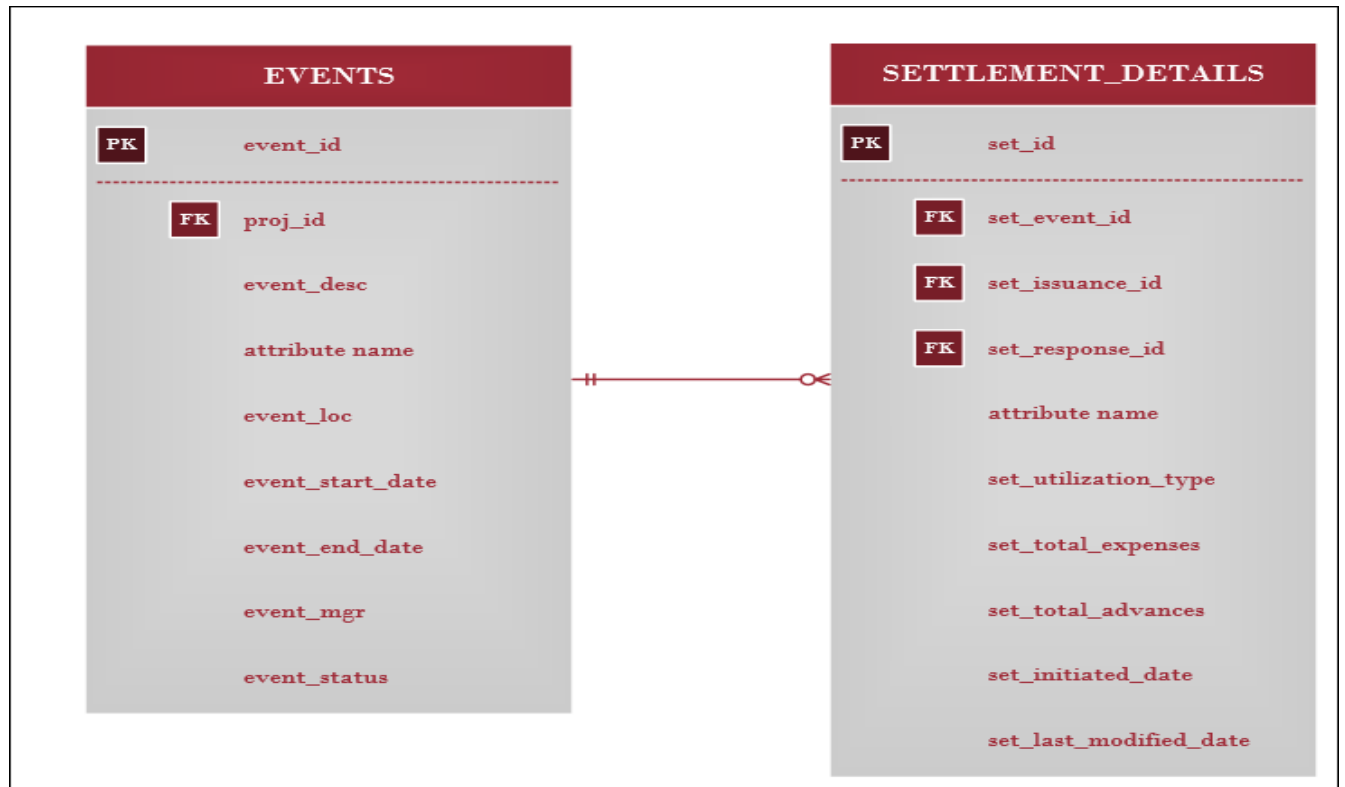 EVENTS
PK event_id
FK proj_id
event_desc
attribute name
event_loc
event_start_date
event_end_date
event_mgr
event_status
SETTLEMENT_DETAILS
PK set_id
FK set_event_id
FK set_issuance_id
FK set_response_id
attribute name
set_utilization_type
set_total_expenses
set_total_advances
set_initiated_date
set_last_modified_date